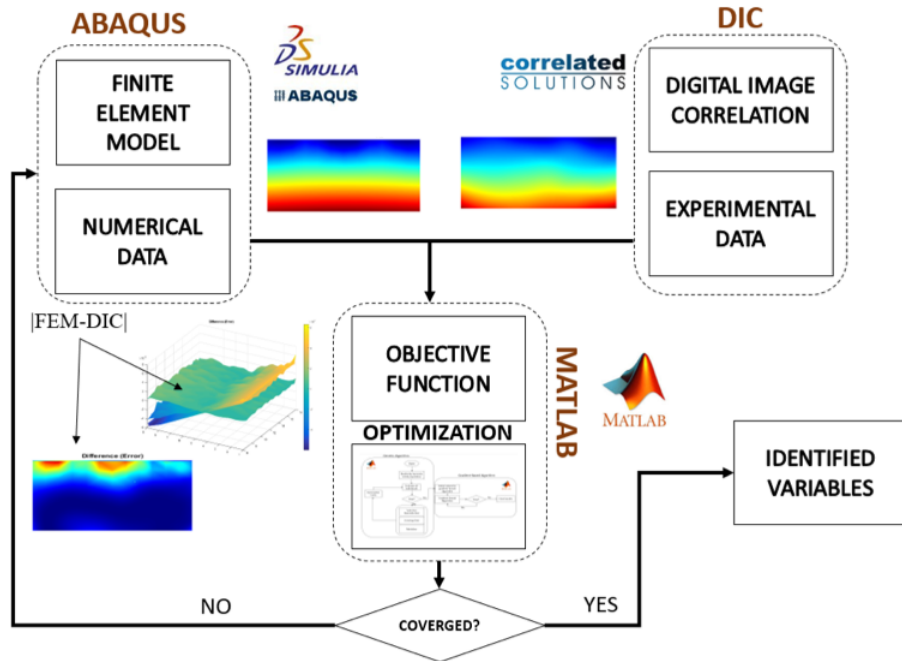 ABAQUS
DIC
FINITE
ELEMENT
MODEL
NUMERICAL
DATA
DS
SIMULIA
ABAQUS
correlated
SOLUTIONS
DIGITAL IMAGE
CORRELATION
EXPERIMENTAL
DATA
|FEM-DIC|
Difference (Error)
OBJECTIVE
FUNCTION
OPTIMIZATION
MATLAB
MATLAB
IDENTIFIED
VARIABLES
NO
COVERGED?
YES